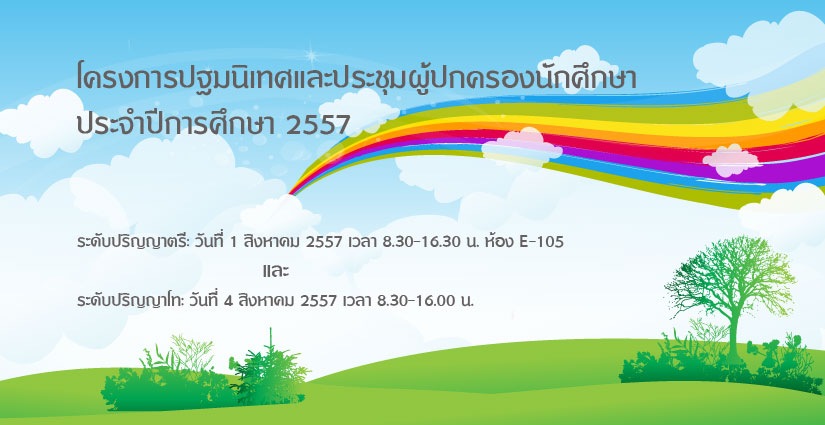 โครงการปฐมนิเทศและประชุมผู้ปกครองนักศึกษา
ประจำปีการศึกษา 2557
ระดับปริญญาตรี: วันที่ 1 สิงหาคม 2557 เวลา 8.30-16.30 น. ห้อง E-105
และ
ระดับปริญญาโท: วันที่ 4 สิงหาคม 2557 เวลา 8.30-16.00 น.